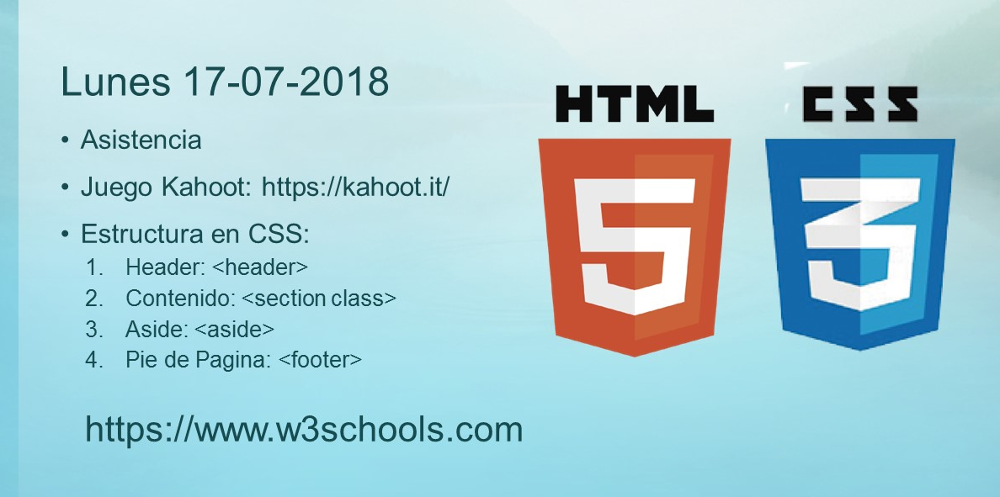 Lunes 17-07-2018
• Asistencia
• Juego Kahoot: https://kahoot.it/
• Estructura en CSS:
1. Header: <header>
2. Contenido: <section class>
3. Aside: <aside>
4. Pie de Pagina: <footer>
https://www.w3schools.com
HTML
5
CSS
3